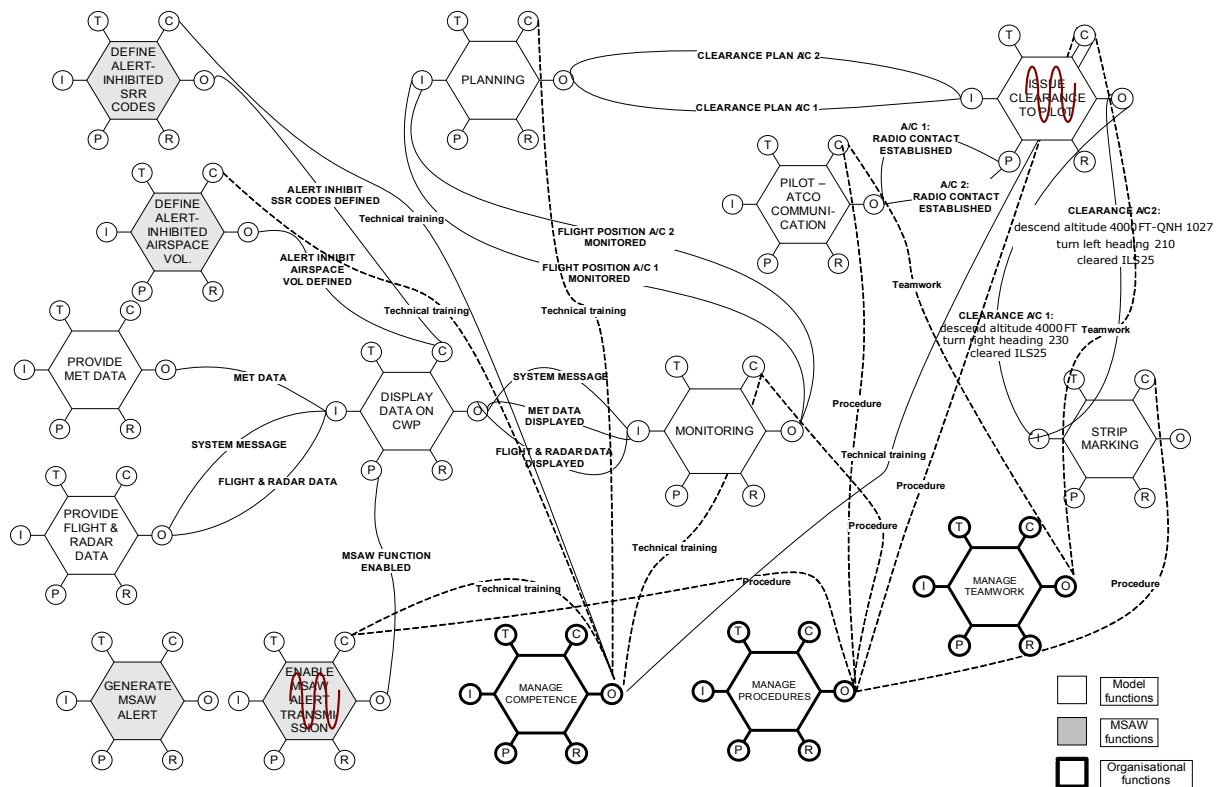 T
C
DEFINE
ALERT-
INHIBITED
SRR
CODES
I
O
P
R
T
C
PLANNING
I
O
CLEARANCE PLAN A/C 2
CLEARANCE PLAN A/C 1
T
C
ISSUE
CLEARANCE
TO PILOT
I
O
P
R
A/C 1:
RADIO CONTACT
ESTABLISHED
A/C 2:
RADIO CONTACT
ESTABLISHED
P
R
T
C
PILOT –
ATCO
COMMUNI-
CATION
I
O
P
R
T
C
DEFINE
ALERT-
INHIBITED
AIRSPACE
VOL.
I
O
P
R
ALERT INHIBIT
SSR CODES DEFINED
Technical training
ALERT INHIBIT
AIRSPACE
VOL DEFINED
FLIGHT POSITION A/C 2
MONITORED
FLIGHT POSITION A/C 1
MONITORED
CLEARANCE A/C2:
descend altitude 4000 FT-QNH 1027
turn left heading 210
cleared ILS25
Teamwork
Technical training
Technical training
CLEARANCE A/C 1:
descend altitude 4000 FT
turn right heading 230
cleared ILS25
Teamwork
T
C
PROVIDE
MET DATA
I
O
P
R
MET DATA
T
C
DISPLAY
DATA ON
CWP
I
O
P
R
SYSTEM MESSAGE
MET DATA
DISPLAYED
FLIGHT & RADAR DATA
DISPLAYED
T
C
MONITORING
I
O
P
R
Procedure
T
C
STRIP
MARKING
I
O
P
R
SYSTEM MESSAGE
FLIGHT & RADAR DATA
T
C
PROVIDE
FLIGHT &
RADAR
DATA
I
O
P
R
Technical training
Procedure
Procedure
Technical training
MSAW FUNCTION
ENABLED
T
C
MANAGE
TEAMWORK
I
O
P
R
Procedure
Technical training
Procedure
T
C
GENERATE
MSAW
ALERT
I
O
P
R
T
C
ENABLE
MSAW
ALERT
TRANSMI
SSION
I
O
P
R
T
C
MANAGE
COMPETENCE
I
O
P
R
T
C
MANAGE
PROCEDURES
I
O
P
R
Model
functions
MSAW
functions
Organisational
functions